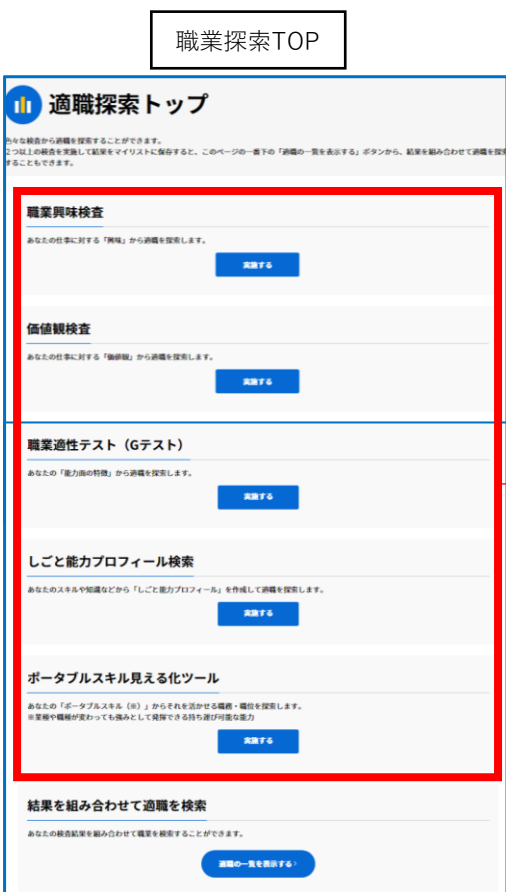 職業探索TOP
適職探索トップ
色々な検査から適職を探索することができます。
2つ以上の検査を実施して結果をマイリストに保存すると、このページの一番下の「適職の一覧を表示する」ボタンから、結果を組み合わせて適職を探索
することもできます。
職業興味検査
あなたの仕事に対する「興味」から適職を探索します。
実施する
価値観検査
あなたの仕事に対する「価値観」から適職を探索します。
実施する
職業適性テスト（Gテスト）
あなたの「能力面の特徴」から適職を探索します。
実施する
しごと能力プロフィール検索
あなたのスキルや知識などから「しごと能力プロフィール」を作成して適職を探索します。
実施する
ポータブルスキル見える化ツール
あなたの「ポータブルスキル（※）」からそれを活かせる職務・職位を探索します。
※業種や職種が変わっても強みとして発揮できる持ち運び可能な能力
実施する
結果を組み合わせて適職を検索
あなたの検査結果を組み合わせて職業を検索することができます。
適職の一覧を表示する›